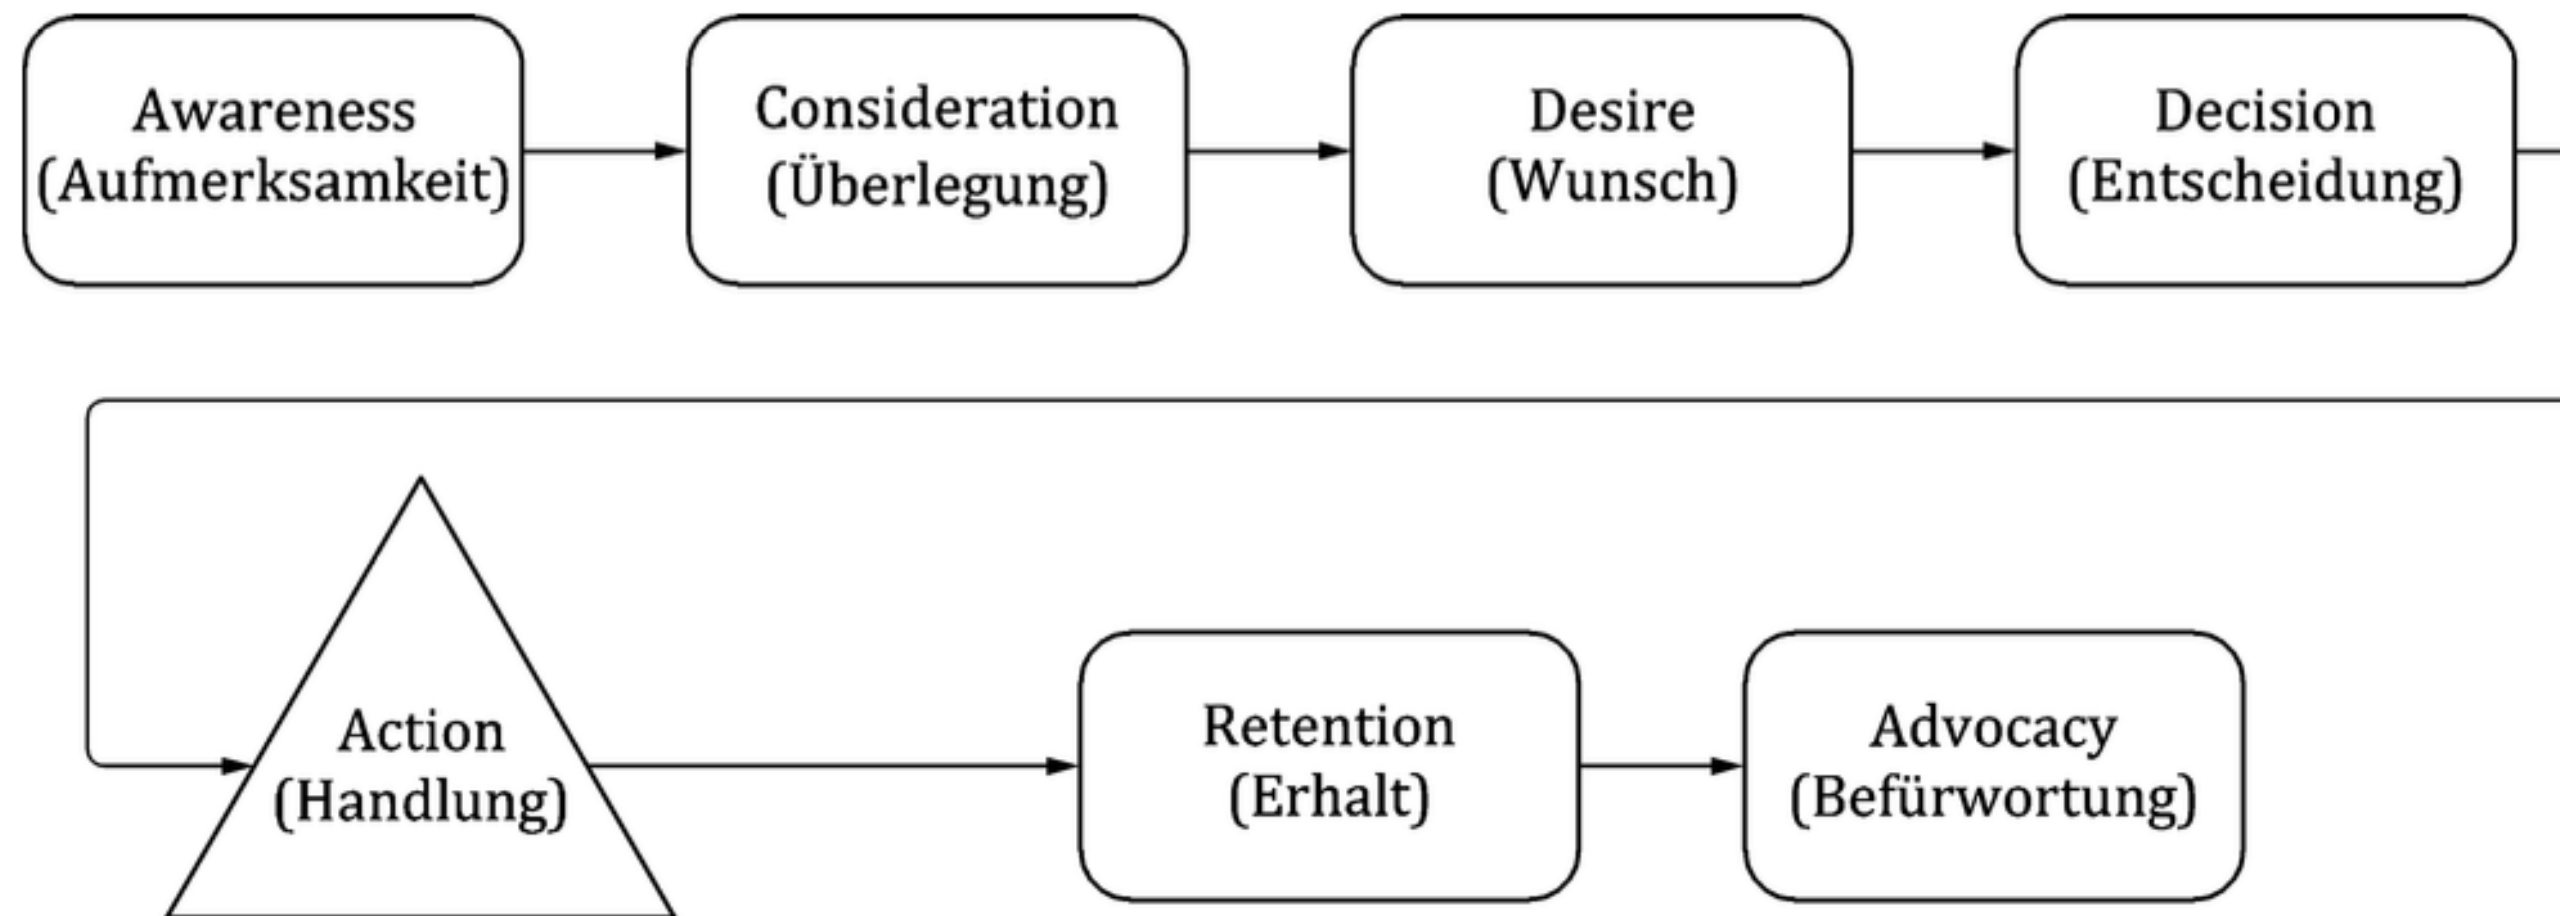 Awareness
(Aufmerksamkeit)
Consideration
(Überlegung)
Desire
(Wunsch)
Decision
(Entscheidung)
Action
(Handlung)
Retention
(Erhalt)
Advocacy
(Befürwortung)